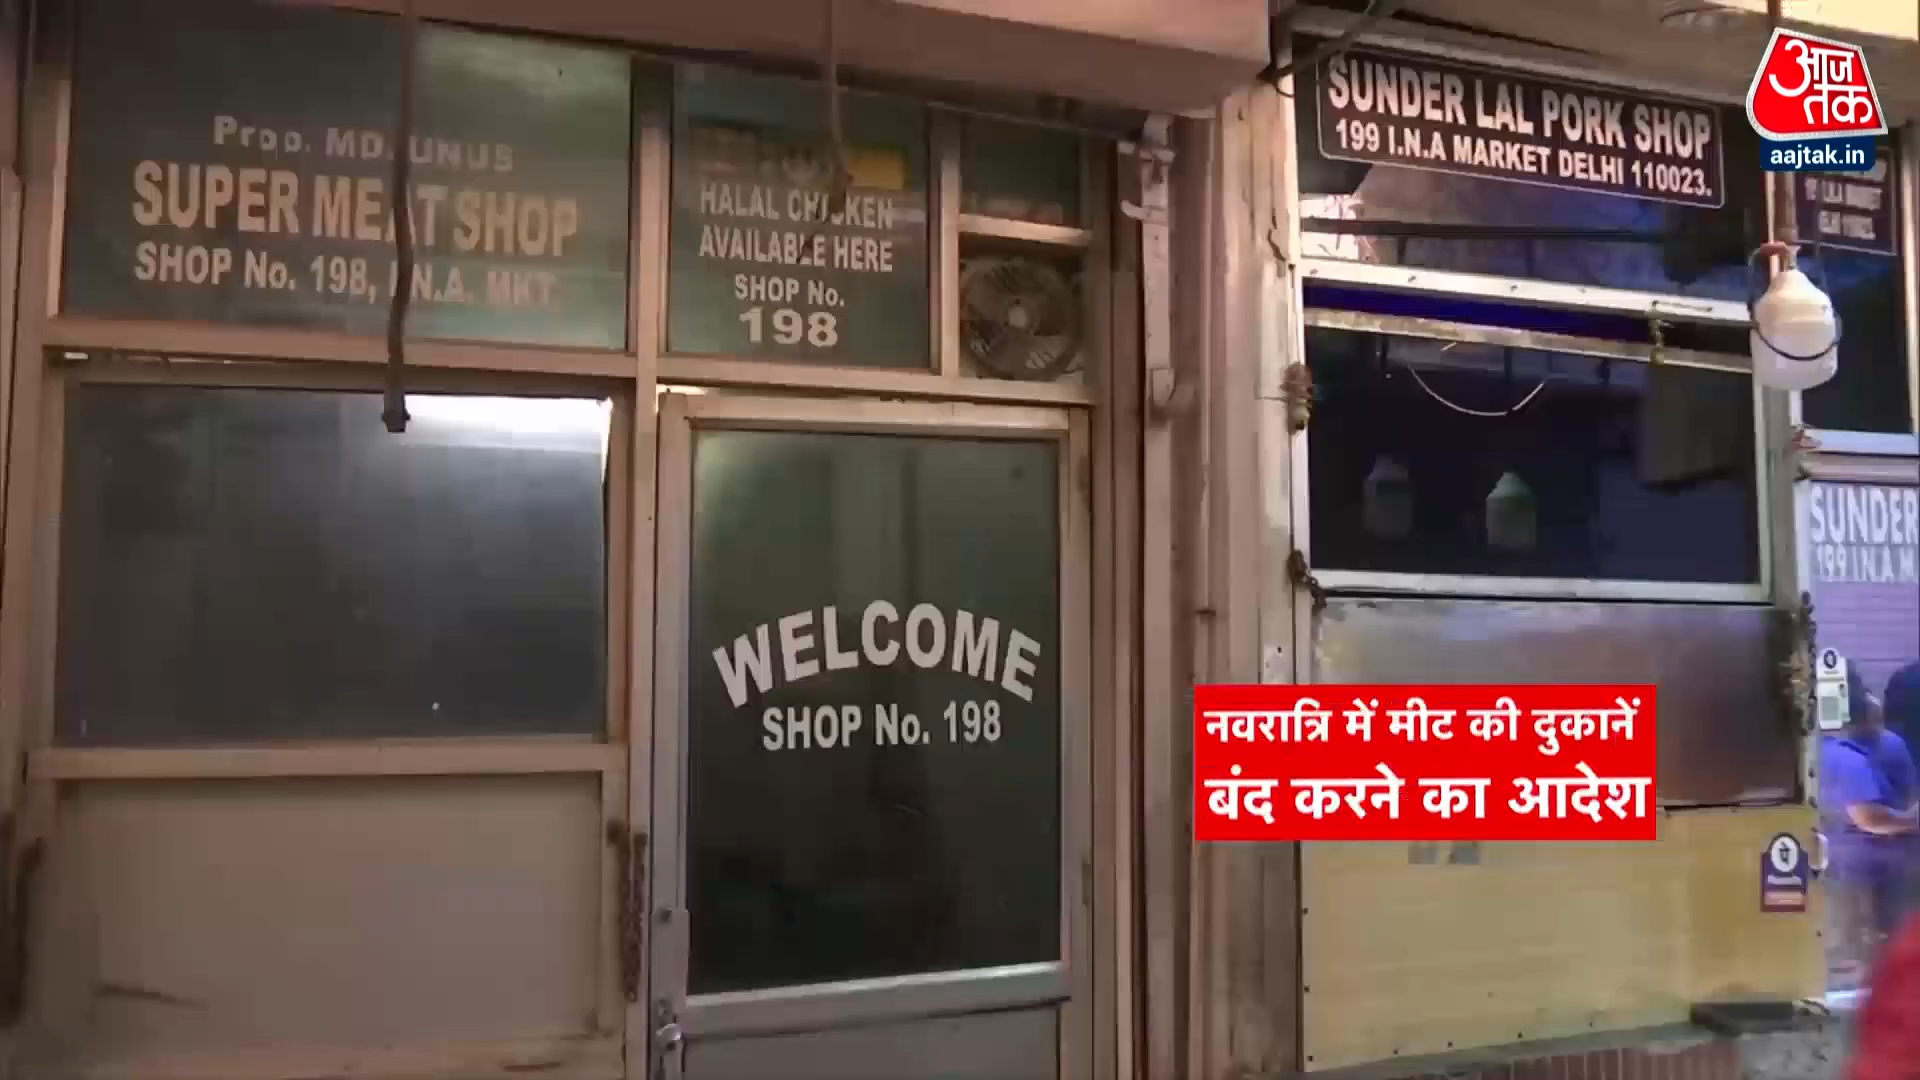 Prop. MD. UNUS
SUPER MEAT SHOP
SHOP No. 198, I.N.A. MKT.
HALAL CHICKEN
AVAILABLE HERE
SHOP No.
198
WELCOME
SHOP No. 198
SUNDER LAL PORK SHOP
199 I.N.A MARKET DELHI 110023.
आज
तक
aajtak.in
SUNDER
199 I.N.A M
नवरात्रि में मीट की दुकानें
बंद करने का आदेश
पे